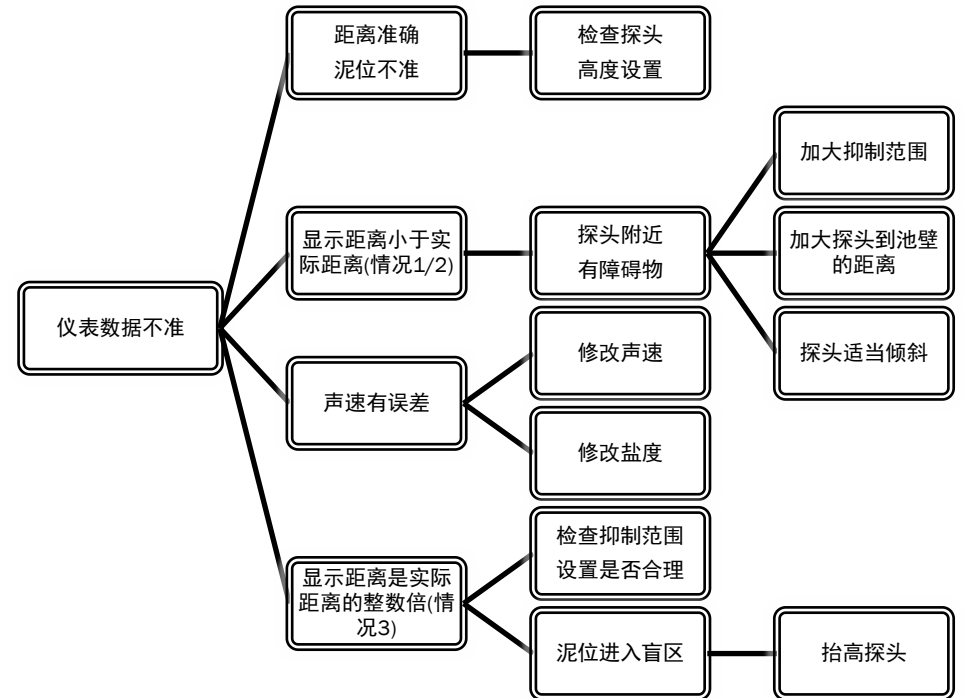 仪表数据不准
距离准确
泥位不准
检查探头
高度设置
显示距离小于实
际距离(情况1/2)
探头附近
有障碍物
加大抑制范围
加大探头到池壁
的距离
探头适当倾斜
声速有误差
修改声速
修改盐度
显示距离是实际
距离的整数倍(情
况3)
检查抑制范围
设置是否合理
泥位进入盲区
抬高探头